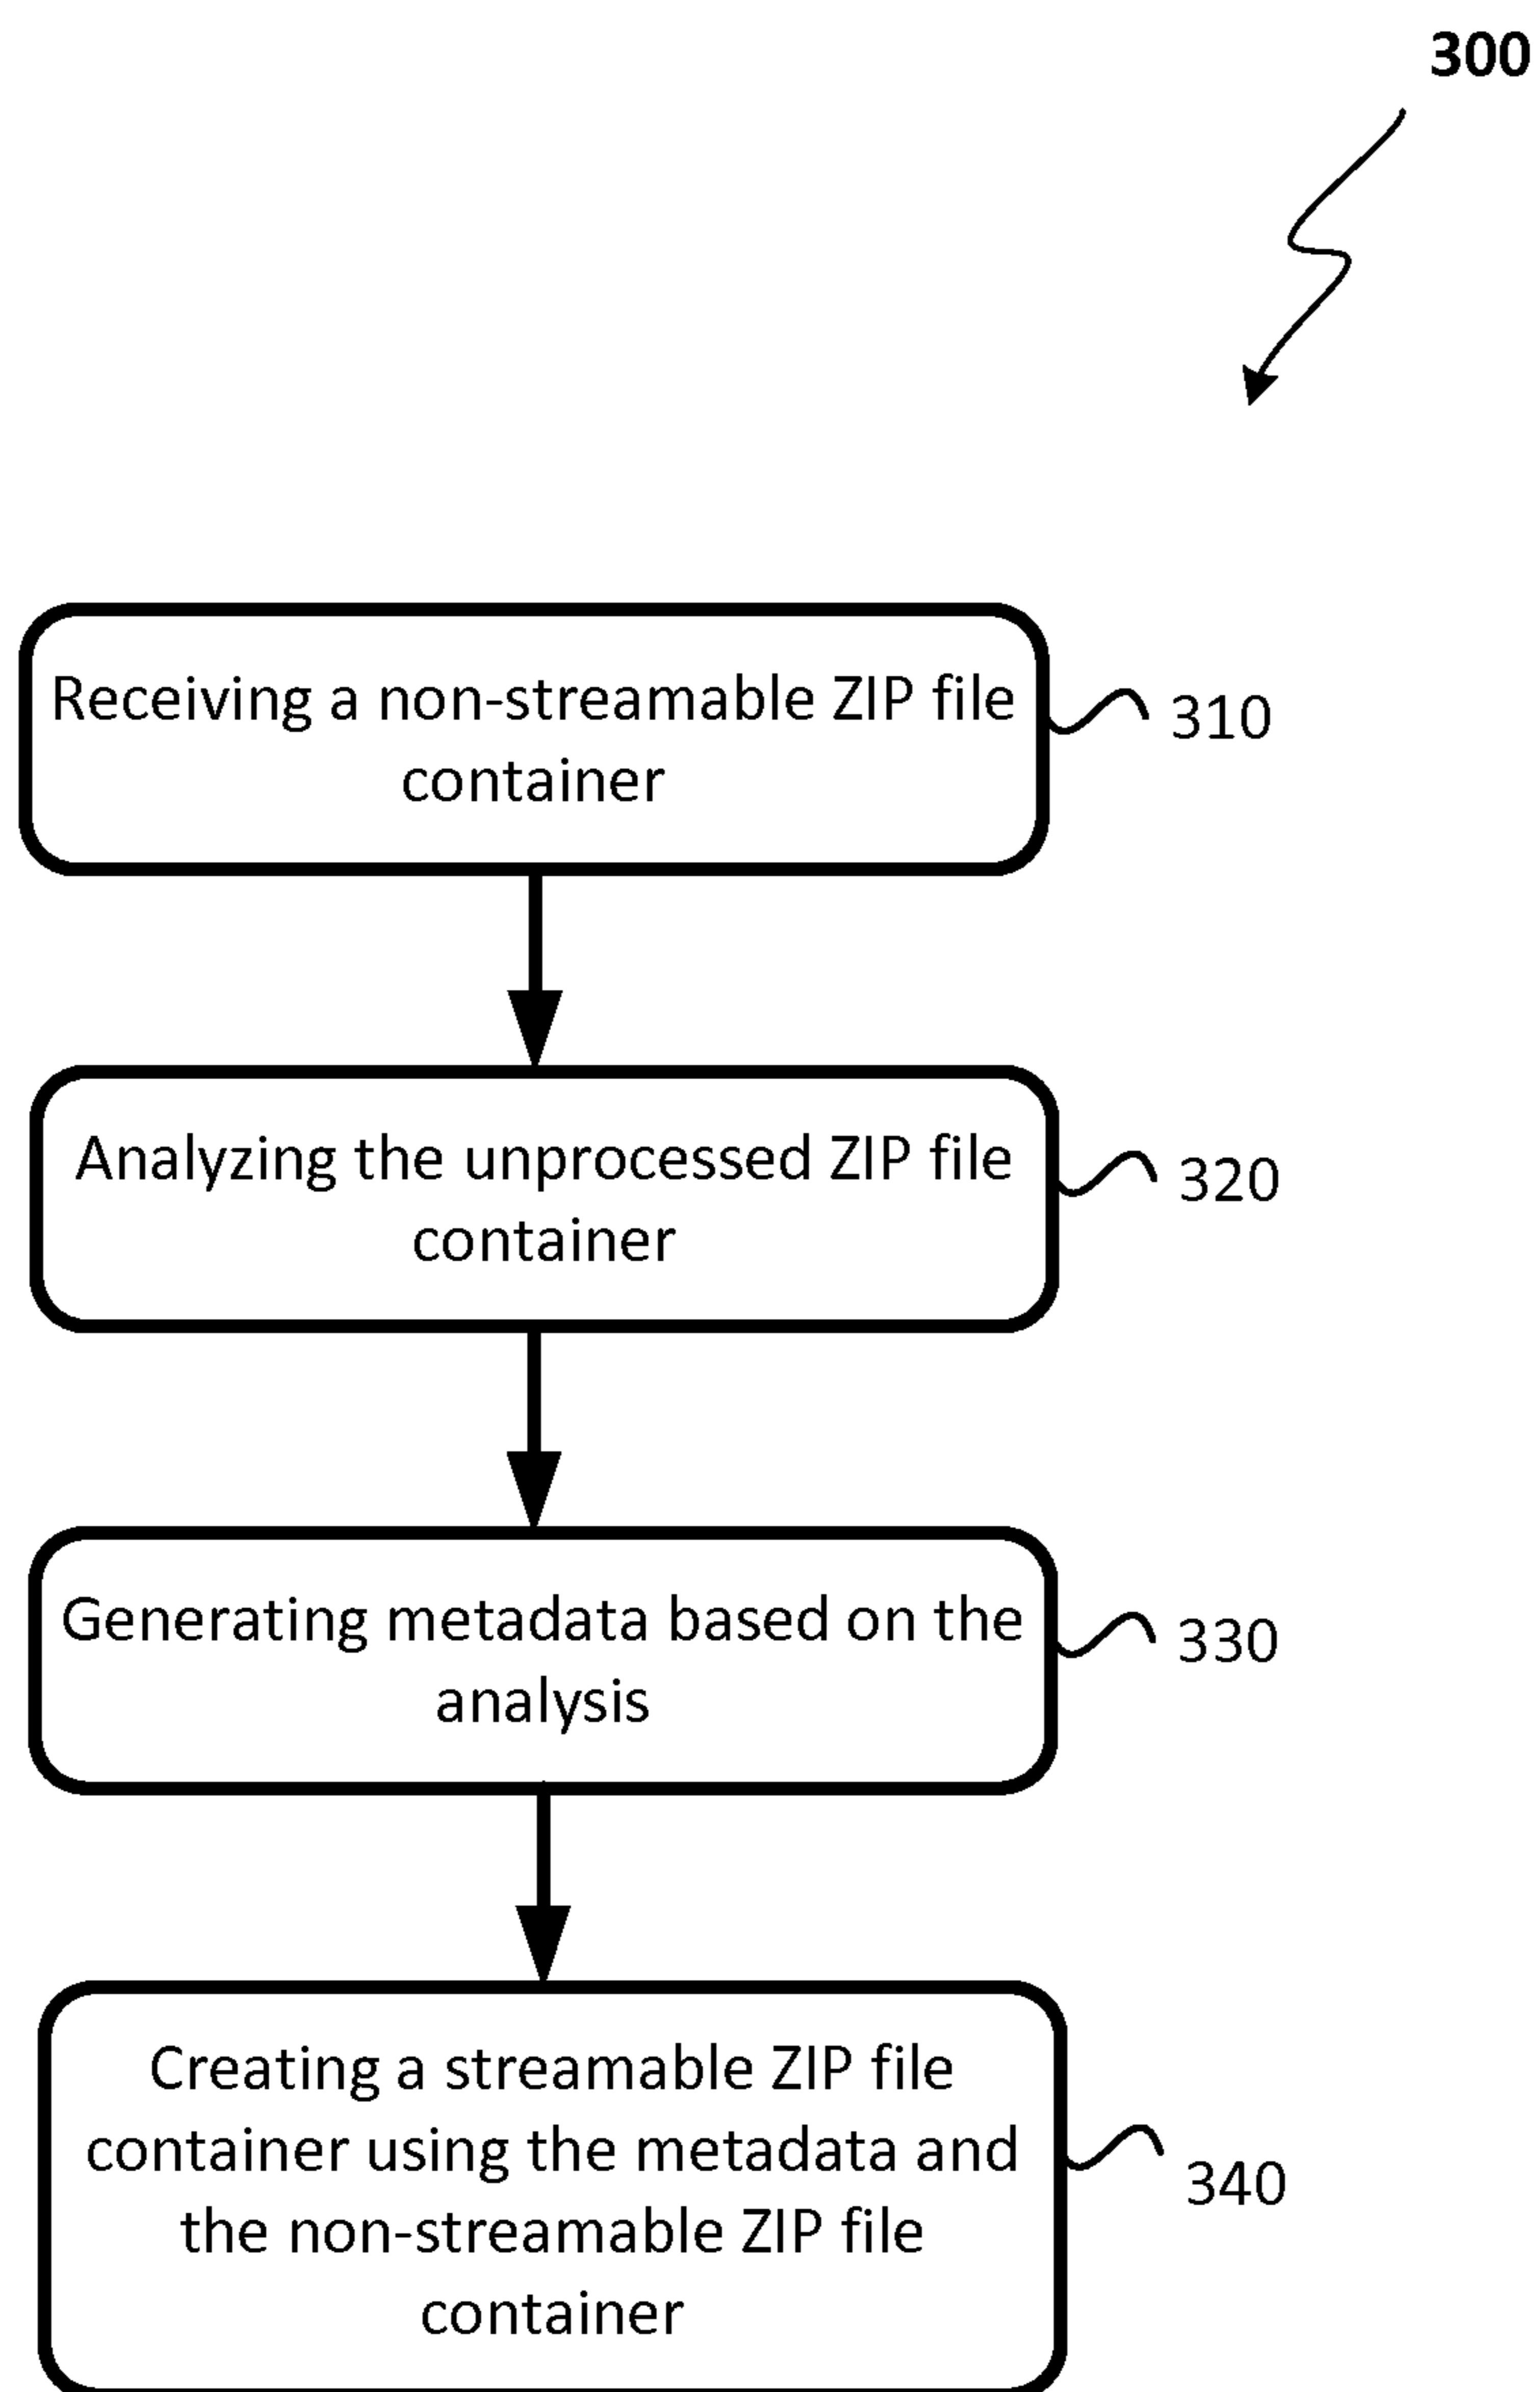 300
Receiving a non-streamable ZIP file
container
310
Analyzing the unprocessed ZIP file
container
320
Generating metadata based on the
analysis
330
Creating a streamable ZIP file
container using the metadata and
the non-streamable ZIP file
container
340